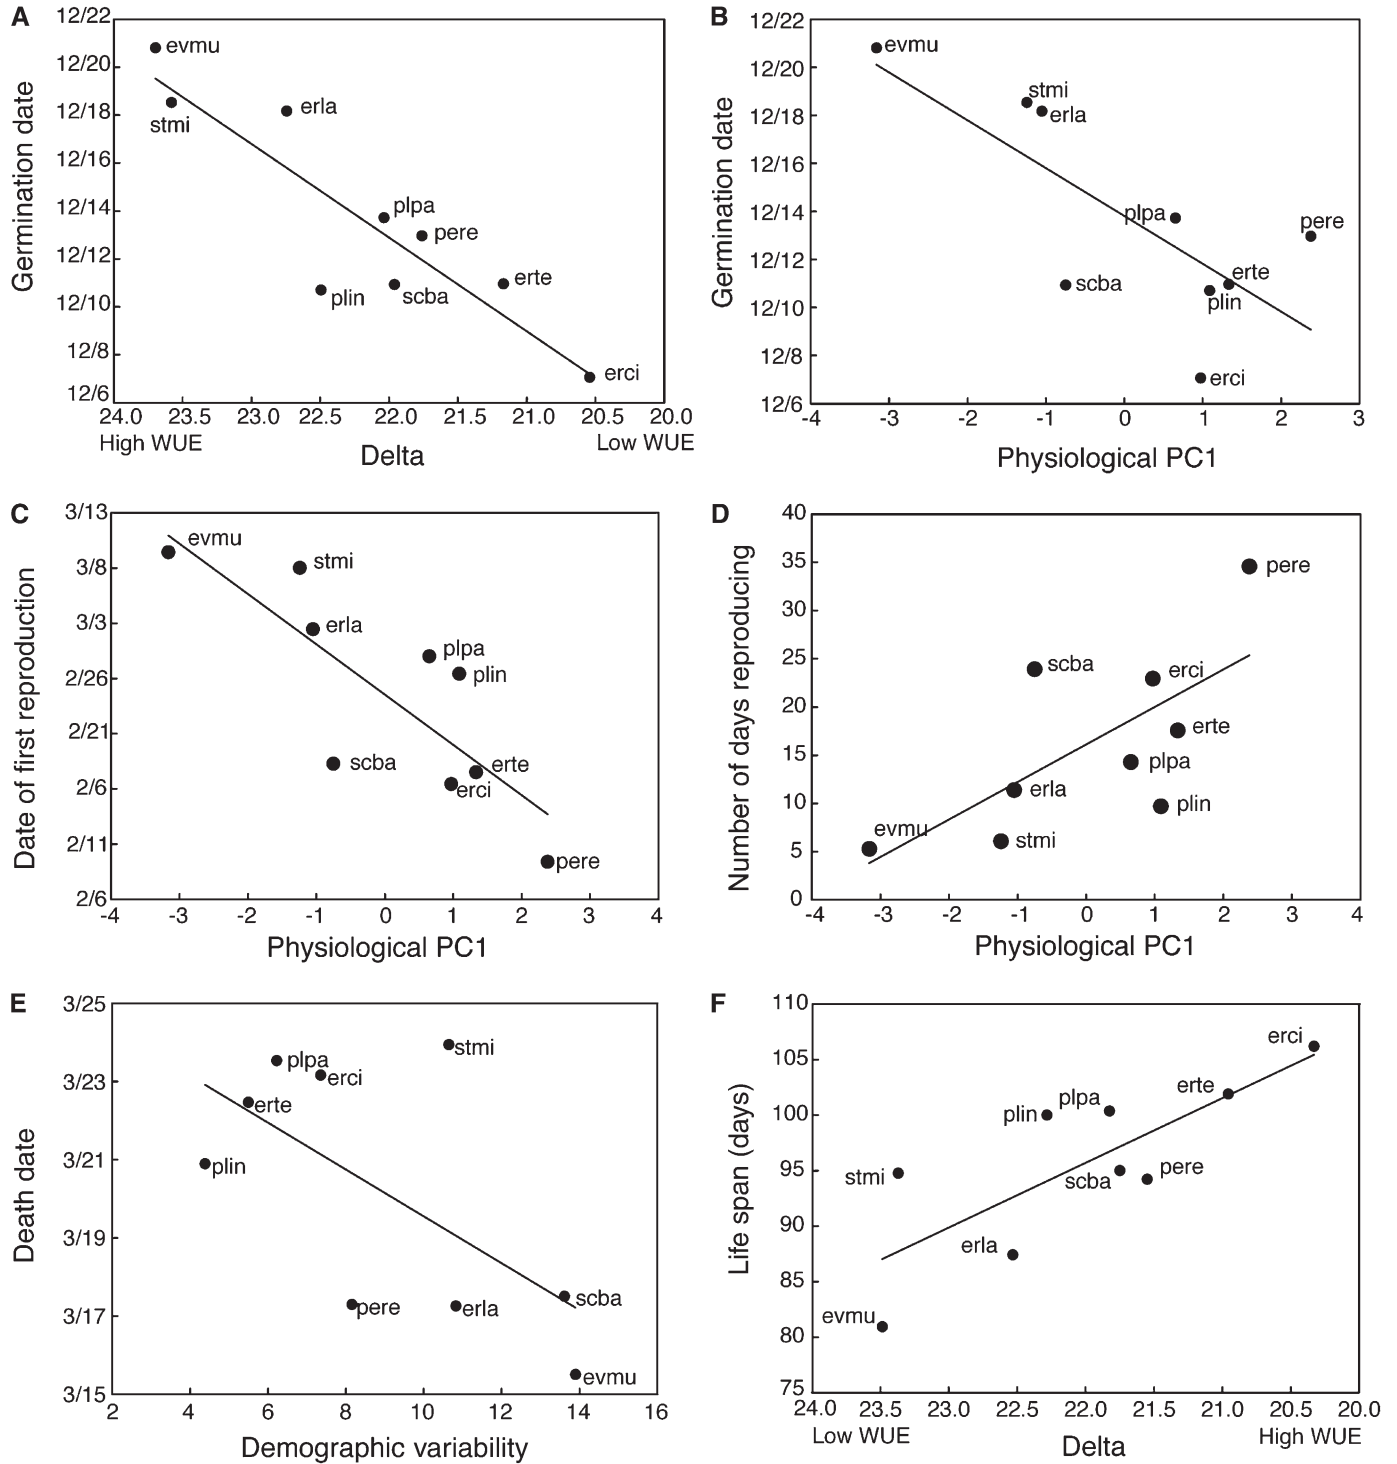 A
12/22
12/20
12/18
12/16
12/14
12/12
12/10
12/8
12/6
Germination date
evmu
stmi
erla
plpa
pere
plin
scba
erte
erci
24.0 23.5 23.0 22.5 22.0 21.5 21.0 20.5 20.0
High WUE Low WUE
Delta
B
12/22
12/20
12/18
12/16
12/14
12/12
12/10
12/8
12/6
Germination date
evmu
stmi
erla
plpa
pere
scba
erte
plin
erci
-4 -3 -2 -1 0 1 2 3
Physiological PC1
C
3/13
3/8
3/3
2/26
2/21
2/6
2/11
2/6
Date of first reproduction
evmu
stmi
erla
plpa
plin
scba
erte
erci
pere
-4 -3 -2 -1 0 1 2 3 4
Physiological PC1
D
40
35
30
25
20
15
10
5
0
Number of days reproducing
pere
scba
erci
erte
plpa
erla
plin
evmu
stmi
-4 -3 -2 -1 0 1 2 3 4
Physiological PC1
E
3/25
3/23
3/21
3/19
3/17
3/15
Death date
stmi
plpa
erci
erte
plin
pere
erla
scba
evmu
2 4 6 8 10 12 14 16
Demographic variability
F
110
105
100
95
90
85
80
75
Life span (days)
erci
erte
plpa
plin
stmi
scba
pere
erla
evmu
24.0 23.5 23.0 22.5 22.0 21.5 21.0 20.5 20.0
Low WUE High WUE
Delta